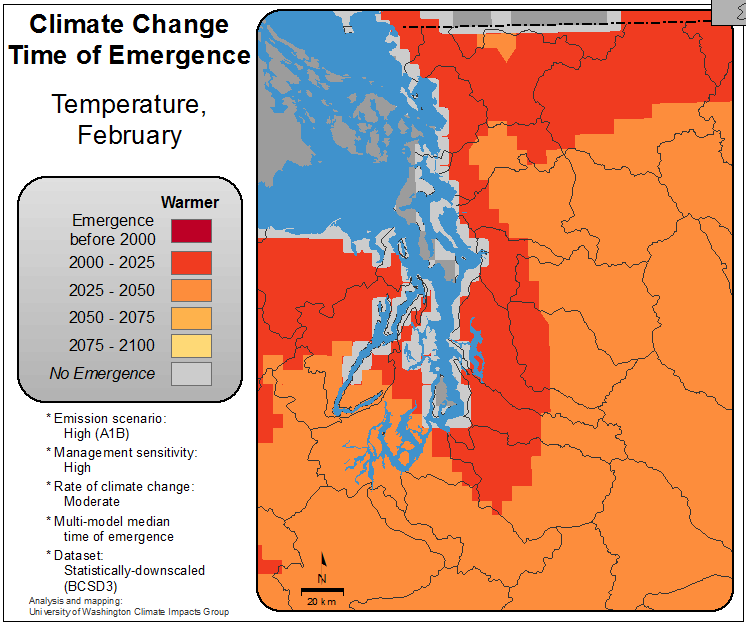 Climate Change
Time of Emergence
Temperature,
February
Warmer
Emergence
before 2000
2000 - 2025
2025 - 2050
2050 - 2075
2075 - 2100
No Emergence
* Emission scenario:
High (A1B)
* Management sensitivity:
High
* Rate of climate change:
Moderate
* Multi-model median
time of emergence
* Dataset:
Statistically-downscaled
(BCSD3)
Analysis and mapping:
University of Washington Climate Impacts Group
N
20 km